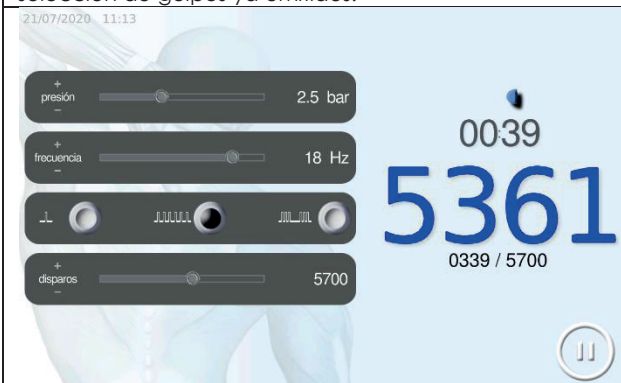 selección de golpes ya emitidos.
21/07/2020 11:13
+
presión
−
2.5 bar
+
frecuencia
−
18 Hz
+
disparos
−
5700
00:39
5361
0339 / 5700